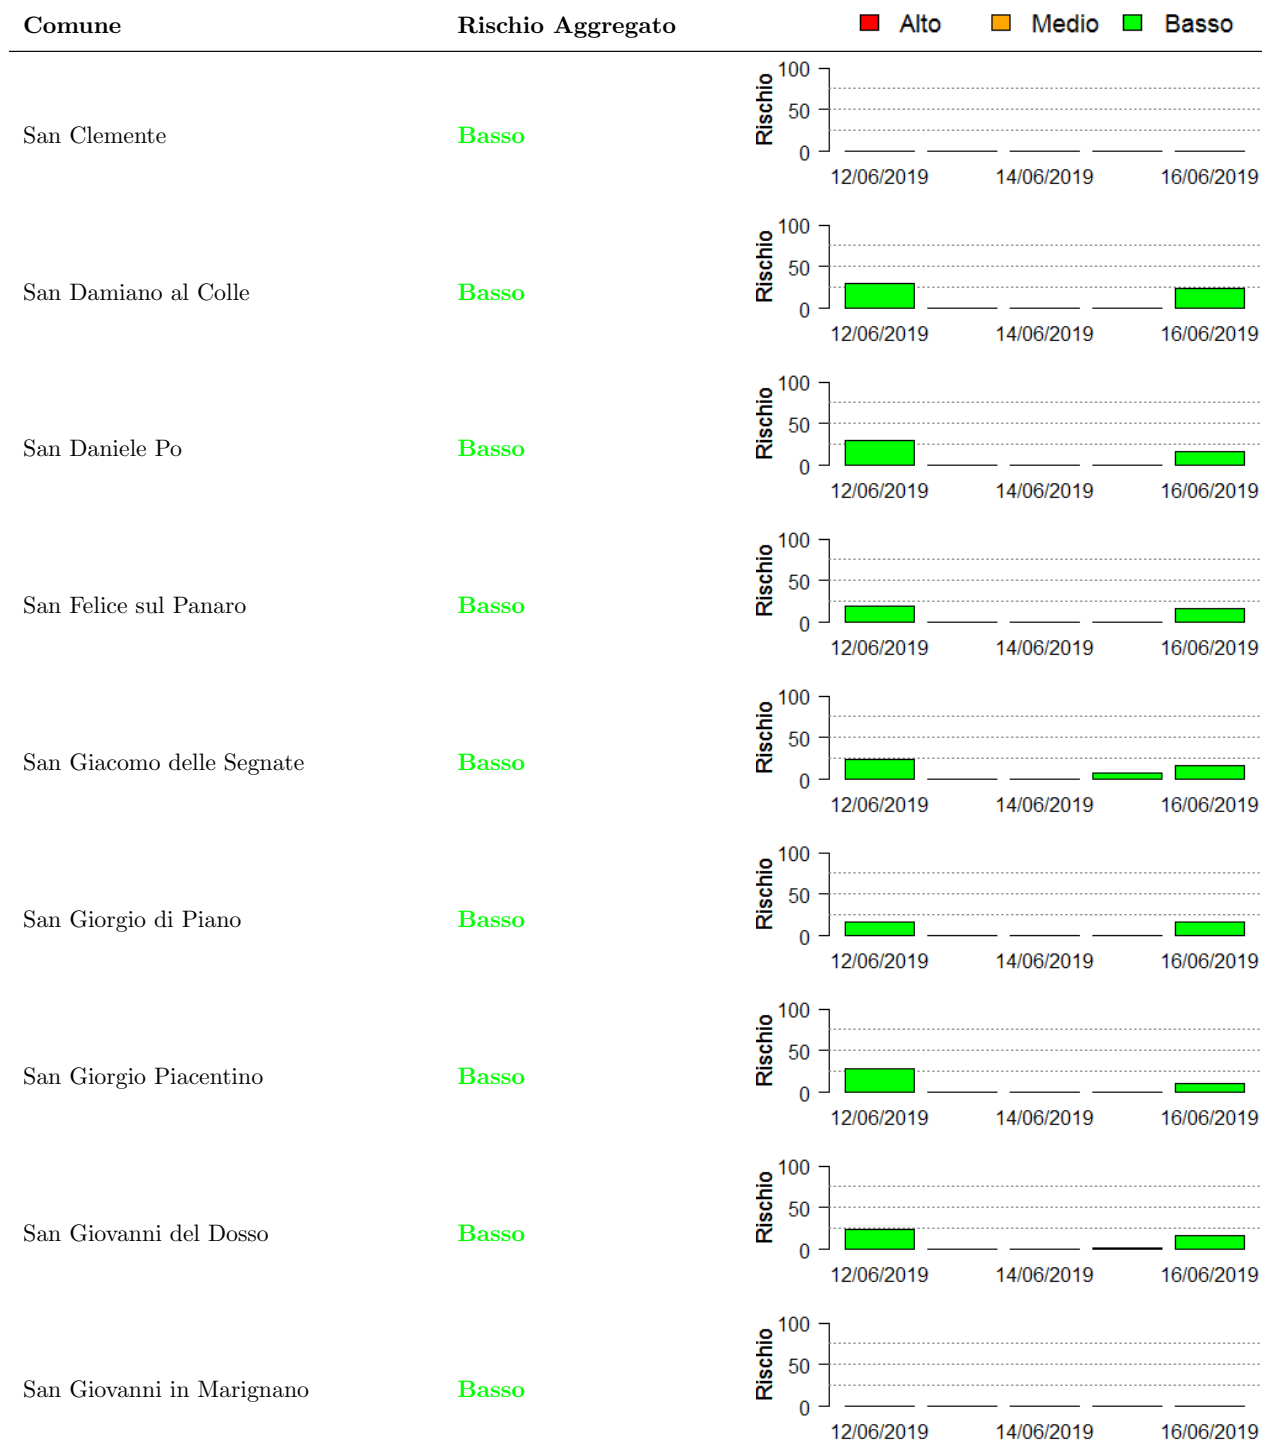 Comune Rischio Aggregato Alto Medio Basso
San Clemente Basso
Rischio
100
50
0
12/06/2019 14/06/2019 16/06/2019
San Damiano al Colle Basso
Rischio
100
50
0
12/06/2019 14/06/2019 16/06/2019
San Daniele Po Basso
Rischio
100
50
0
12/06/2019 14/06/2019 16/06/2019
San Felice sul Panaro Basso
Rischio
100
50
0
12/06/2019 14/06/2019 16/06/2019
San Giacomo delle Segnate Basso
Rischio
100
50
0
12/06/2019 14/06/2019 16/06/2019
San Giorgio di Piano Basso
Rischio
100
50
0
12/06/2019 14/06/2019 16/06/2019
San Giorgio Piacentino Basso
Rischio
100
50
0
12/06/2019 14/06/2019 16/06/2019
San Giovanni del Dosso Basso
Rischio
100
50
0
12/06/2019 14/06/2019 16/06/2019
San Giovanni in Marignano Basso
Rischio
100
50
0
12/06/2019 14/06/2019 16/06/2019